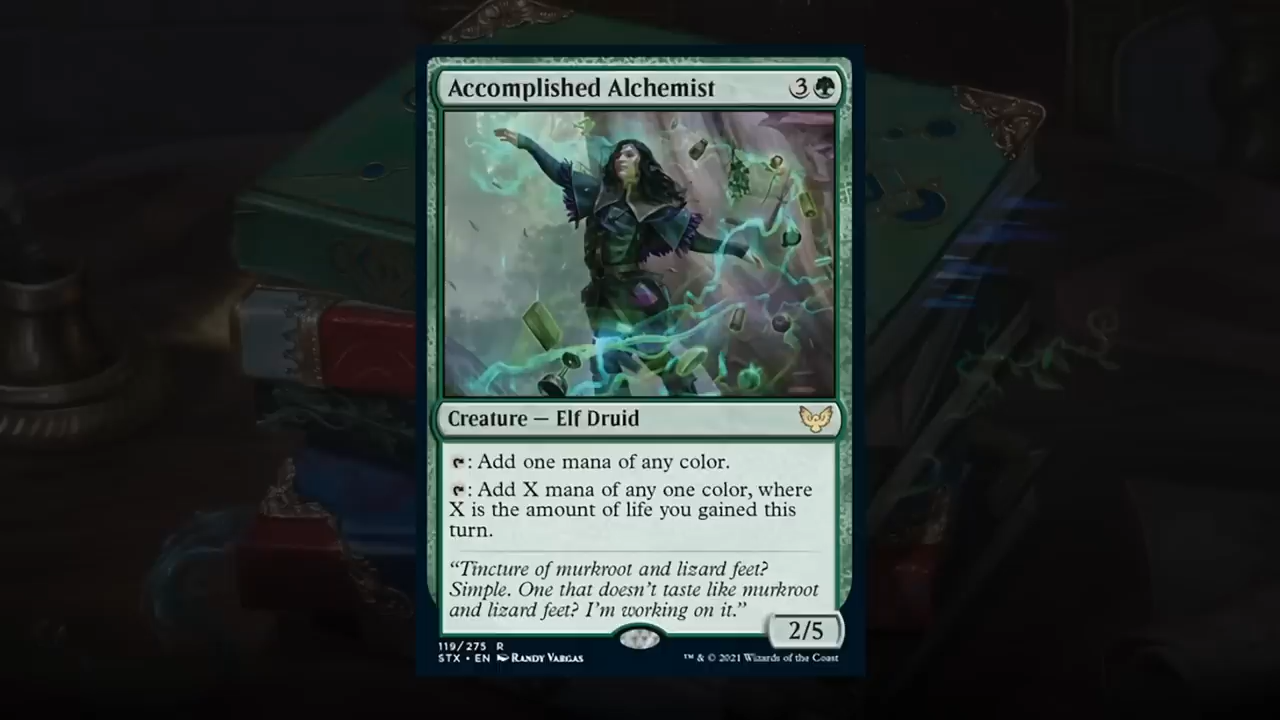 Accomplished Alchemist 3
Creature — Elf Druid
: Add one mana of any color.
: Add X mana of any one color, where
X is the amount of life you gained this
turn.
“Tincture of murkroot and lizard feet?
Simple. One that doesn’t taste like murkroot
and lizard feet? I’m working on it.”
2/5
119/275 R
STX • EN Randy Vargas
™ & © 2021 Wizards of the Coast